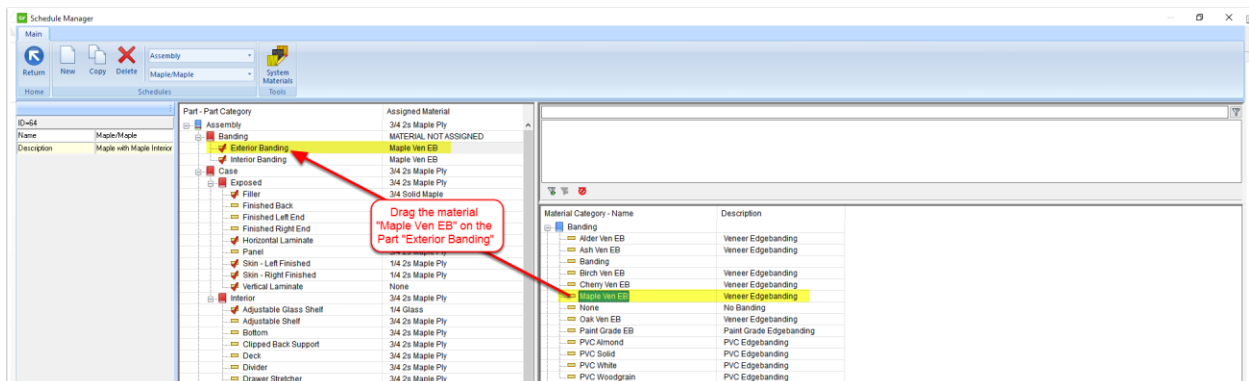 Schedule Manager
Main
Return
New
Copy
Delete
Assembly
Maple/Maple
System
Materials
Home
Schedules
Tools
ID=64
Name Maple/Maple
Description Maple with Maple Interior
Part - Part Category Assigned Material
Assembly 3/4 2s Maple Ply
Banding MATERIAL NOT ASSIGNED
Exterior Banding Maple Ven EB
Interior Banding Maple Ven EB
Case 3/4 2s Maple Ply
Exposed 3/4 2s Maple Ply
Filler 3/4 Solid Maple
Finished Back
Finished Left End
Finished Right End
Horizontal Laminate
Panel
Skin - Left Finished 1/4 2s Maple Ply
Skin - Right Finished 1/4 2s Maple Ply
Vertical Laminate None
Interior 3/4 2s Maple Ply
Adjustable Glass Shelf 1/4 Glass
Adjustable Shelf 3/4 2s Maple Ply
Bottom 3/4 2s Maple Ply
Clipped Back Support 3/4 2s Maple Ply
Deck 3/4 2s Maple Ply
Divider 3/4 2s Maple Ply
Drawer Stretcher 3/4 2s Maple Ply
Drag the material
"Maple Ven EB" on the
Part "Exterior Banding"
Material Category - Name Description
Banding
Alder Ven EB Veneer Edgebanding
Ash Ven EB Veneer Edgebanding
Banding
Birch Ven EB Veneer Edgebanding
Cherry Ven EB Veneer Edgebanding
Maple Ven EB Veneer Edgebanding
None No Banding
Oak Ven EB Veneer Edgebanding
Paint Grade EB Paint Grade Edgebanding
PVC Almond PVC Edgebanding
PVC Solid PVC Edgebanding
PVC White PVC Edgebanding
PVC Woodgrain PVC Edgebanding